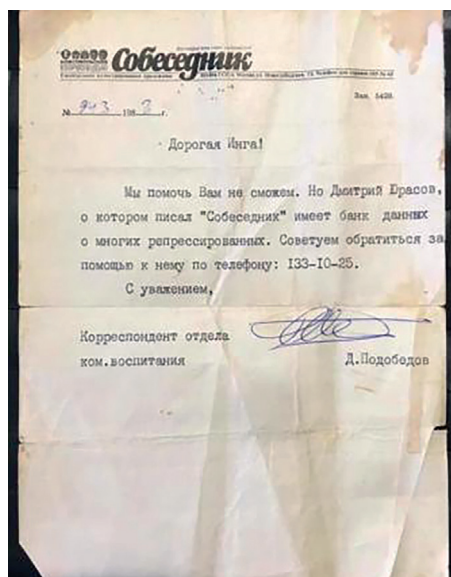 Собеседник
Зак. 5428.
№ 943 198 г.
Дорогая Инга!
Мы помочь Вам не сможем. Но Дмитрий Юрасов,
о котором писал "Собеседник" имеет банк данных
о многих репрессированных. Советуем обратиться за
помощью к нему по телефону: 133-10-25.
С уважением,
Корреспондент отдела
ком.воспитания
Д.Подободов